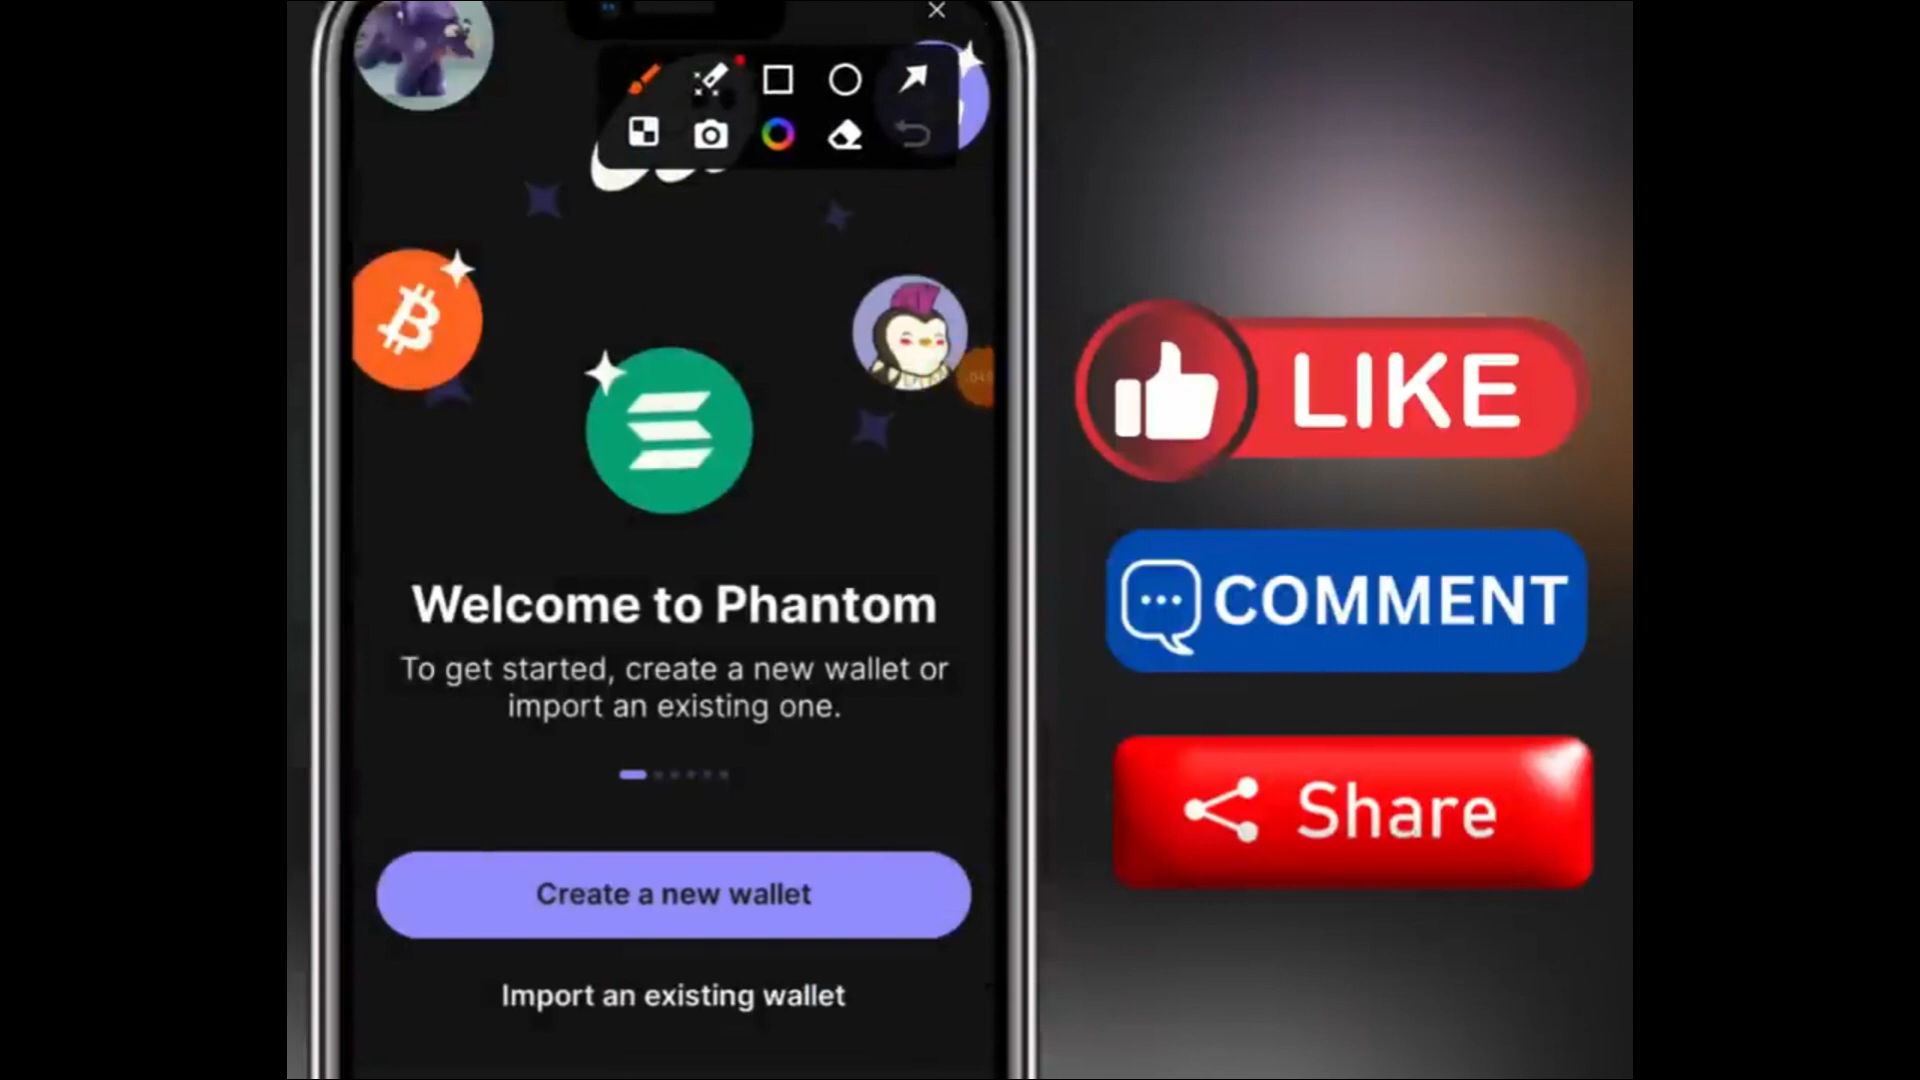 Welcome to Phantom
To get started, create a new wallet or
import an existing one.
Create a new wallet
Import an existing wallet
LIKE
COMMENT
Share